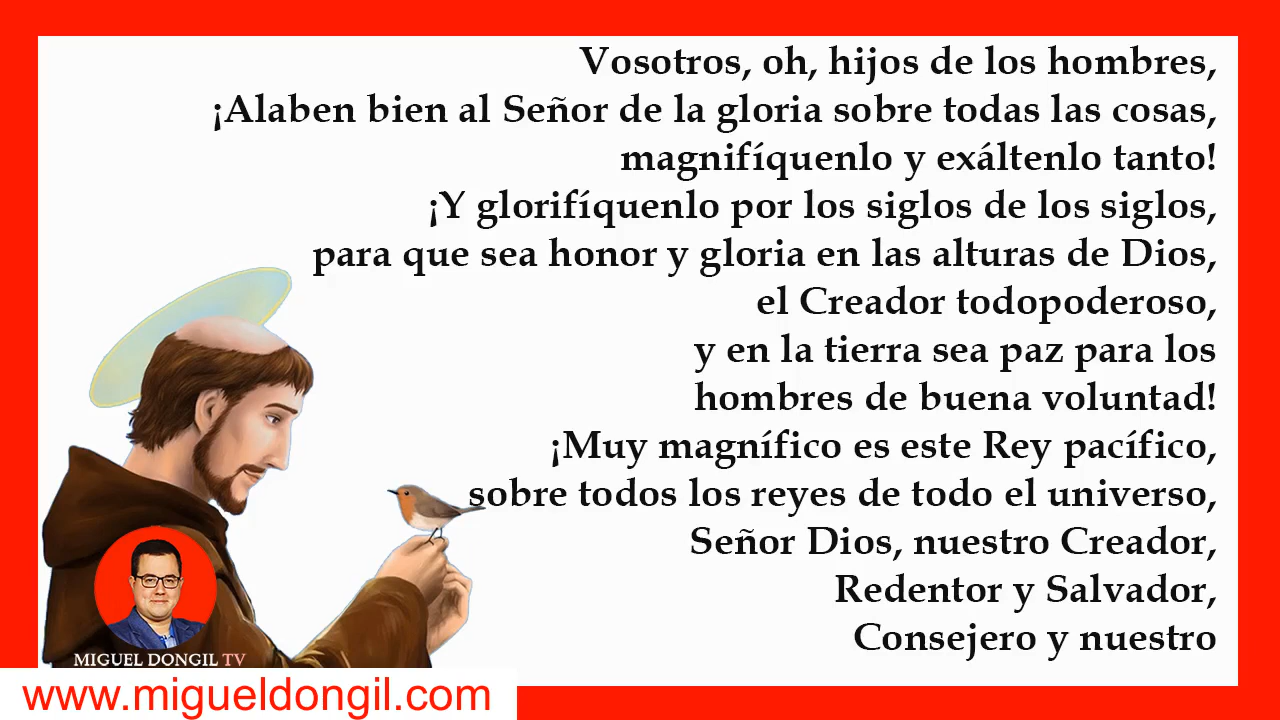 Vosotros, oh, hijos de los hombres,
¡Alaben bien al Señor de la gloria sobre todas las cosas,
magnifíquenlo y exáltenlo tanto!
¡Y glorifíquenlo por los siglos de los siglos,
para que sea honor y gloria en las alturas de Dios,
el Creador todopoderoso,
y en la tierra sea paz para los
hombres de buena voluntad!
¡Muy magnífico es este Rey pacífico,
sobre todos los reyes de todo el universo,
Señor Dios, nuestro Creador,
Redentor y Salvador,
Consejero y nuestro
MIGUEL DONGIL TV
www.migueldongil.com